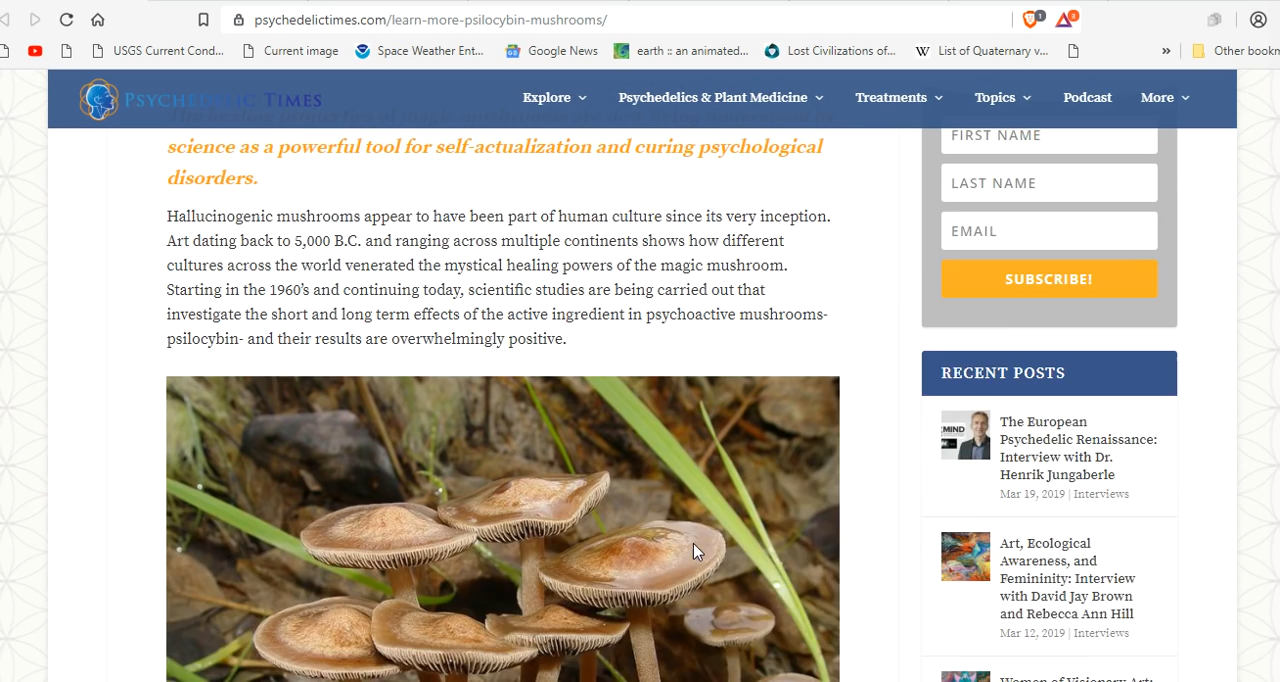 psychedelictimes.com/learn-more-psilocybin-mushrooms/
1
3
USGS Current Cond...
Current image
Space Weather Ent...
Google News
earth :: an animated...
Lost Civilizations of...
W
List of Quaternary v...
»
Other bookm
PSYCHEDELIC TIMES
Explore
Psychedelics & Plant Medicine
Treatments
Topics
Podcast
More
science as a powerful tool for self-actualization and curing psychological
disorders.
Hallucinogenic mushrooms appear to have been part of human culture since its very inception.
Art dating back to 5,000 B.C. and ranging across multiple continents shows how different
cultures across the world venerated the mystical healing powers of the magic mushroom.
Starting in the 1960’s and continuing today, scientific studies are being carried out that
investigate the short and long term effects of the active ingredient in psychoactive mushrooms-
psilocybin- and their results are overwhelmingly positive.
FIRST NAME
LAST NAME
EMAIL
SUBSCRIBE!
RECENT POSTS
MIND
The European
Psychedelic Renaissance:
Interview with Dr.
Henrik Jungaberle
Mar 19, 2019 | Interviews
Art, Ecological
Awareness, and
Femininity: Interview
with David Jay Brown
and Rebecca Ann Hill
Mar 12, 2019 | Interviews
Women of Visionary Art: